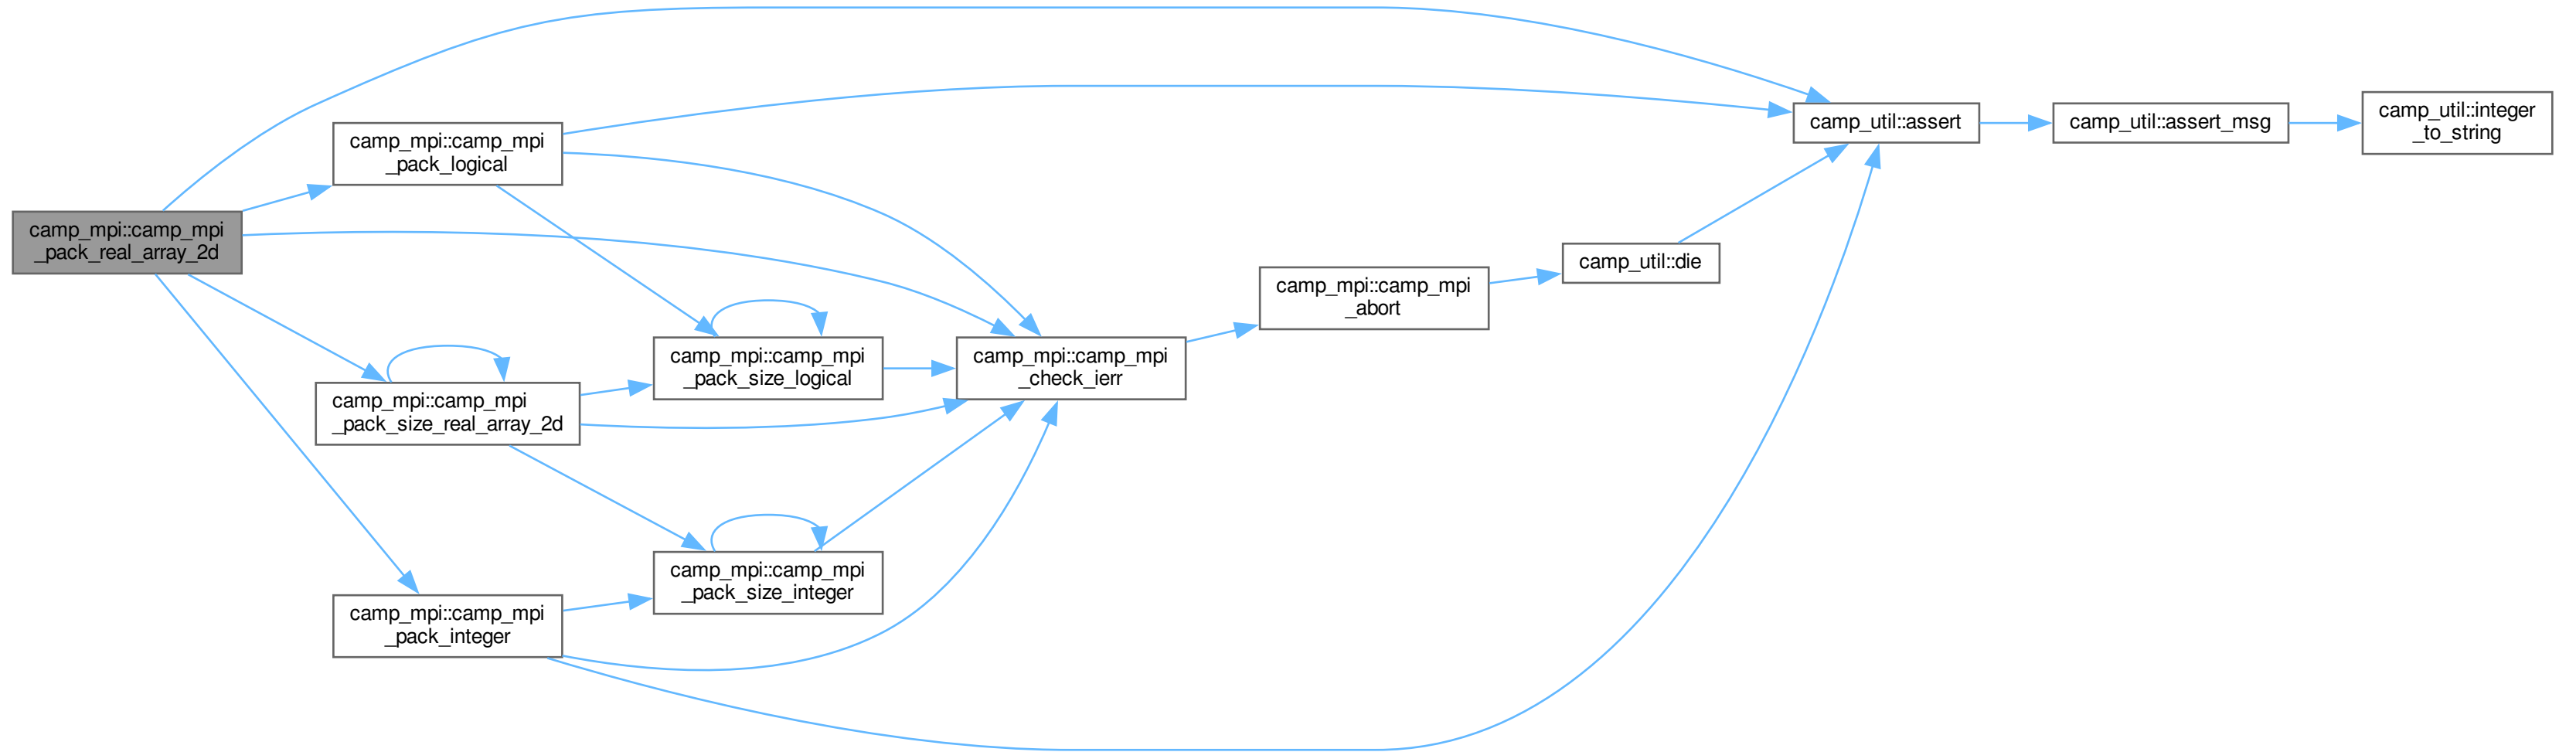 camp_mpi::camp_mpi
_pack_real_array_2d
camp_mpi::camp_mpi
_pack_logical
camp_mpi::camp_mpi
_pack_size_real_array_2d
camp_mpi::camp_mpi
_pack_integer
camp_mpi::camp_mpi
_pack_size_logical
camp_mpi::camp_mpi
_pack_size_integer
camp_mpi::camp_mpi
_check_ierr
camp_mpi::camp_mpi
_abort
camp_util::die
camp_util::assert
camp_util::assert_msg
camp_util::integer
_to_string